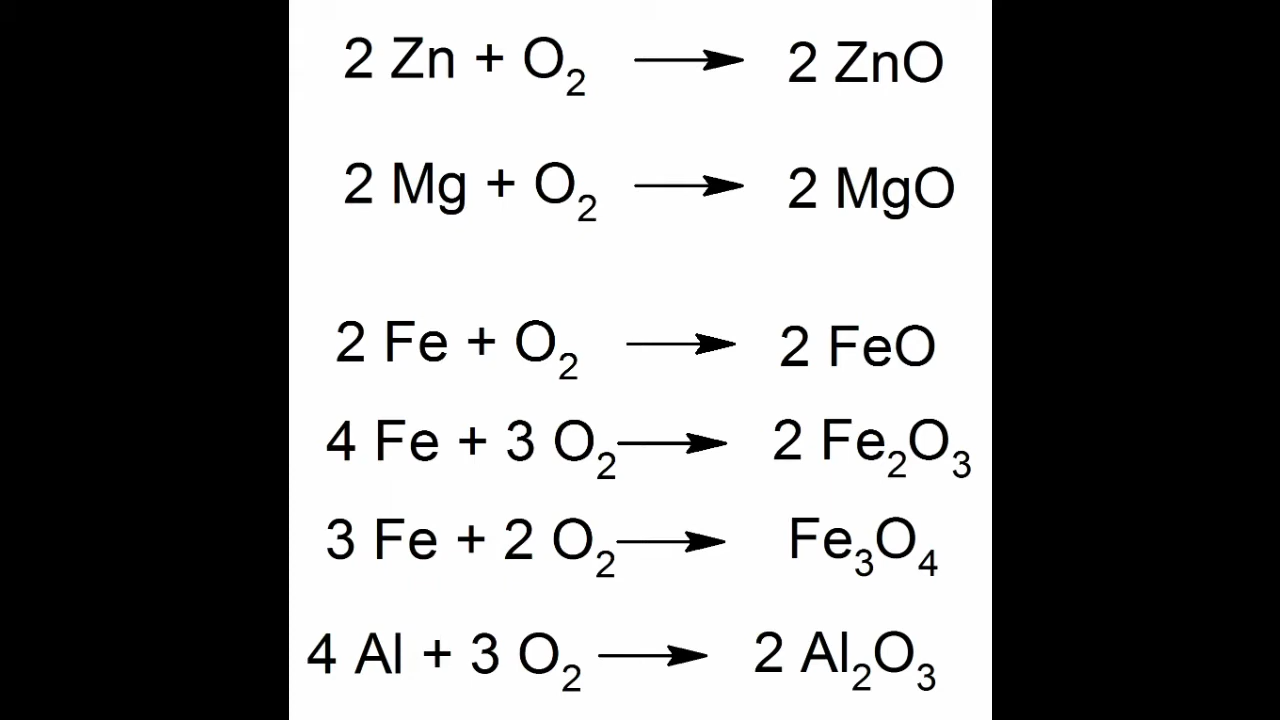 2 Zn + O₂ ⟶ 2 ZnO
2 Mg + O₂ ⟶ 2 MgO
2 Fe + O₂ ⟶ 2 FeO
4 Fe + 3 O₂ ⟶ 2 Fe₂O₃
3 Fe + 2 O₂ ⟶ Fe₃O₄
4 Al + 3 O₂ ⟶ 2 Al₂O₃